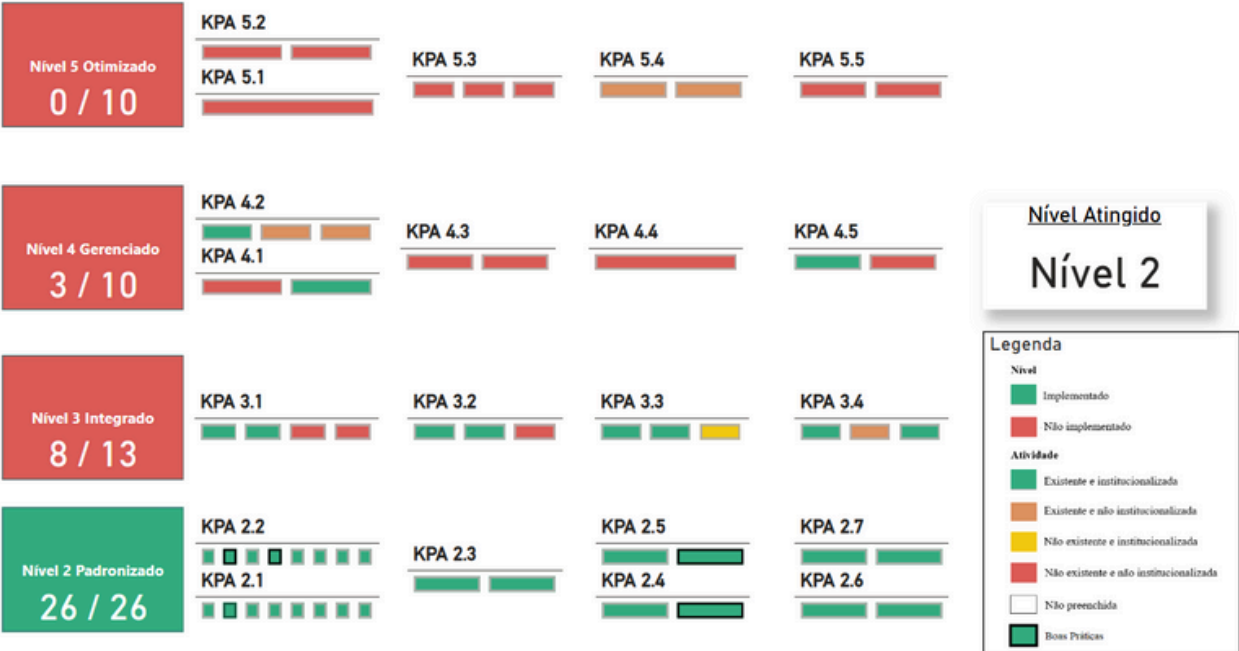 Nível 5 Otimizado
0 / 10
KPA 5.2
KPA 5.1
KPA 5.3
KPA 5.4
KPA 5.5
Nível 4 Gerenciado
3 / 10
KPA 4.2
KPA 4.1
KPA 4.3
KPA 4.4
KPA 4.5
Nível 3 Integrado
8 / 13
KPA 3.1
KPA 3.2
KPA 3.3
KPA 3.4
Nível 2 Padronizado
26 / 26
KPA 2.2
KPA 2.1
KPA 2.3
KPA 2.5
KPA 2.4
KPA 2.7
KPA 2.6
Nível Atingido
Nível 2
Legenda
Nível
Implementado
Não implementado
Atividade
Existente e institucionalizada
Existente e não institucionalizada
Não existente e institucionalizada
Não existente e não institucionalizada
Não preenchida
Boas Práticas